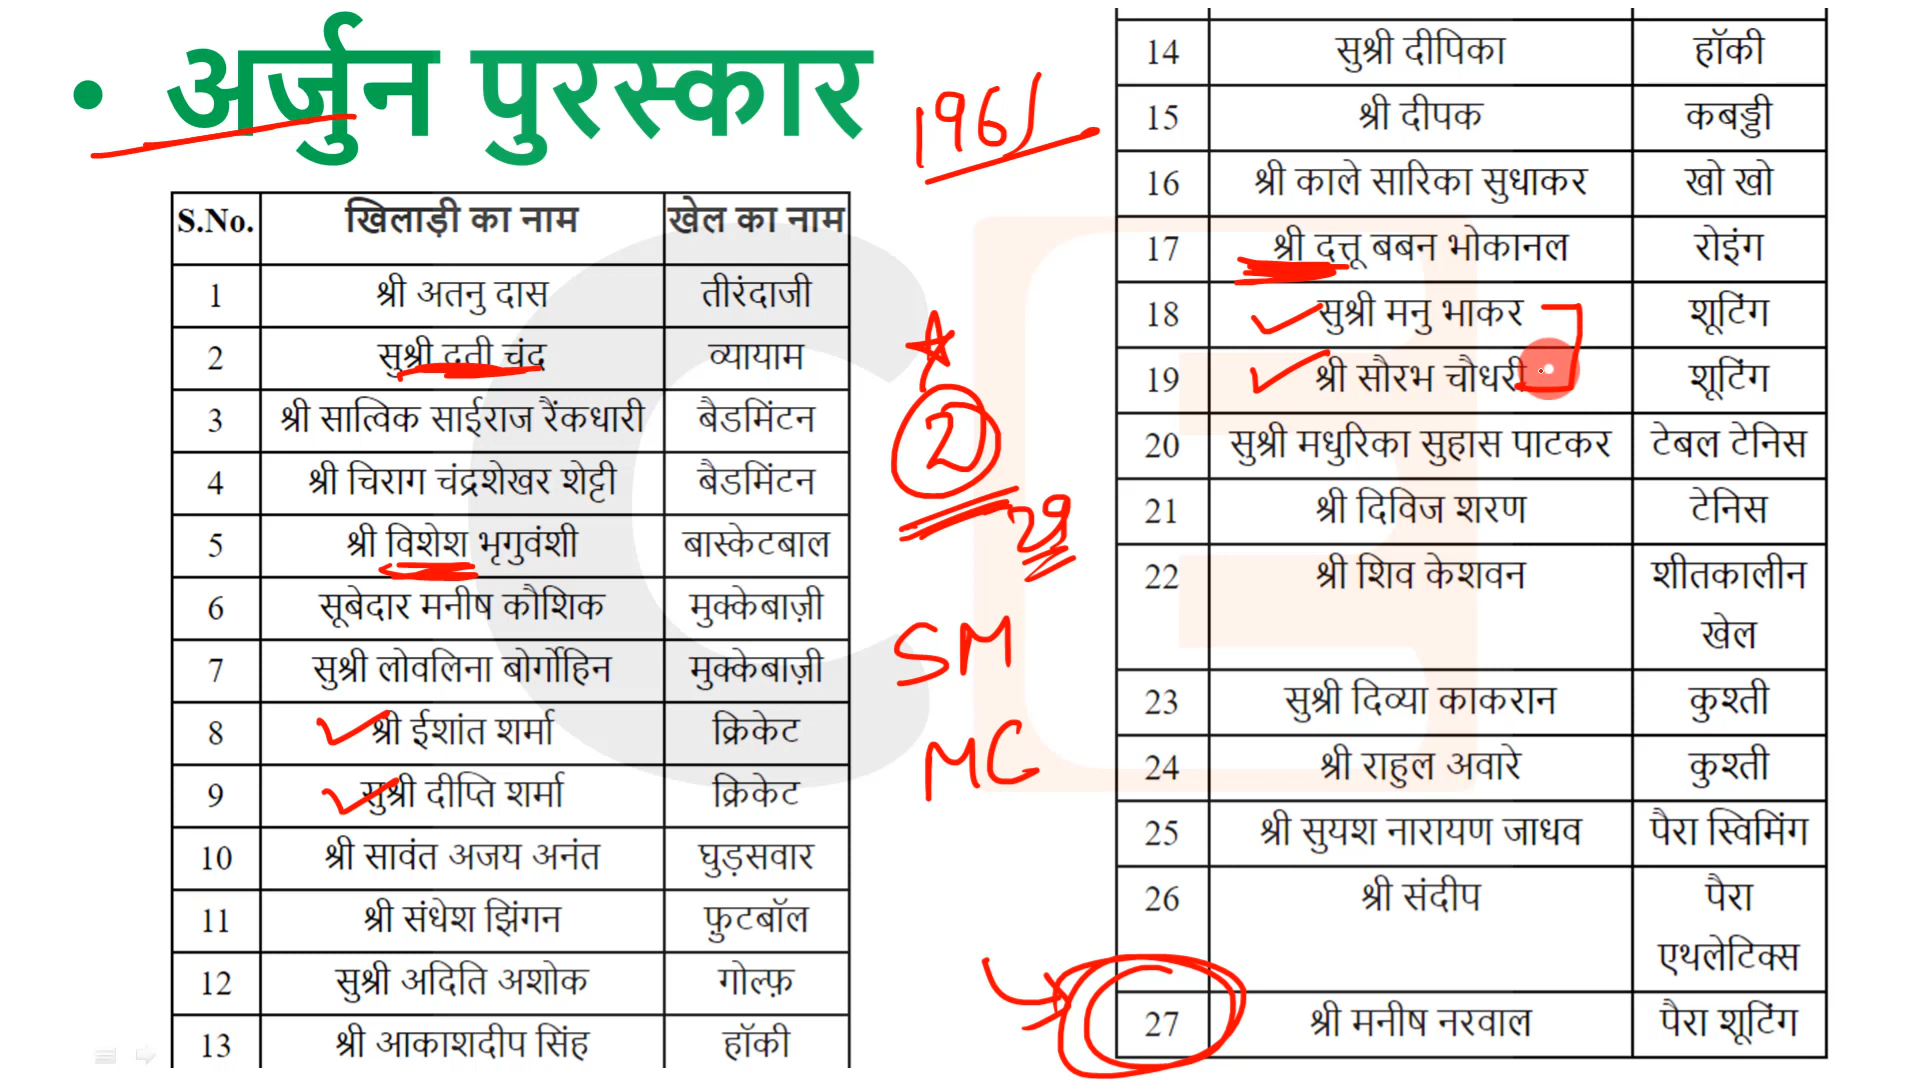 • अर्जुन पुरस्कार
1961
S.No. खिलाड़ी का नाम खेल का नाम
1 श्री अतनु दास तीरंदाजी
2 सुश्री दती चंद व्यायाम
3 श्री सात्विक साईराज रैंकधारी बैडमिंटन
4 श्री चिराग चंद्रशेखर शेट्टी बैडमिंटन
5 श्री विशेश भृगुवंशी बास्केटबाल
6 सूबेदार मनीष कौशिक मुक्केबाज़ी
7 सुश्री लोवलिना बोर्गोहिन मुक्केबाज़ी
8 श्री ईशांत शर्मा क्रिकेट
9 सुश्री दीप्ति शर्मा क्रिकेट
10 श्री सावंत अजय अनंत घुड़सवार
11 श्री संधेश झिंगन फ़ुटबॉल
12 सुश्री अदिति अशोक गोल्फ़
13 श्री आकाशदीप सिंह हॉकी
2
29
SM
MC
14 सुश्री दीपिका हॉकी
15 श्री दीपक कबड्डी
16 श्री काले सारिका सुधाकर खो खो
17 श्री दत्तू बबन भोकानल रोइंग
18 सुश्री मनु भाकर शूटिंग
19 श्री सौरभ चौधरी शूटिंग
20 सुश्री मधुरिका सुहास पाटकर टेबल टेनिस
21 श्री दिविज शरण टेनिस
22 श्री शिव केशवन शीतकालीन
खेल
23 सुश्री दिव्या काकरान कुश्ती
24 श्री राहुल अवारे कुश्ती
25 श्री सुयश नारायण जाधव पैरा स्विमिंग
26 श्री संदीप पैरा
एथलेटिक्स
27 श्री मनीष नरवाल पैरा शूटिंग